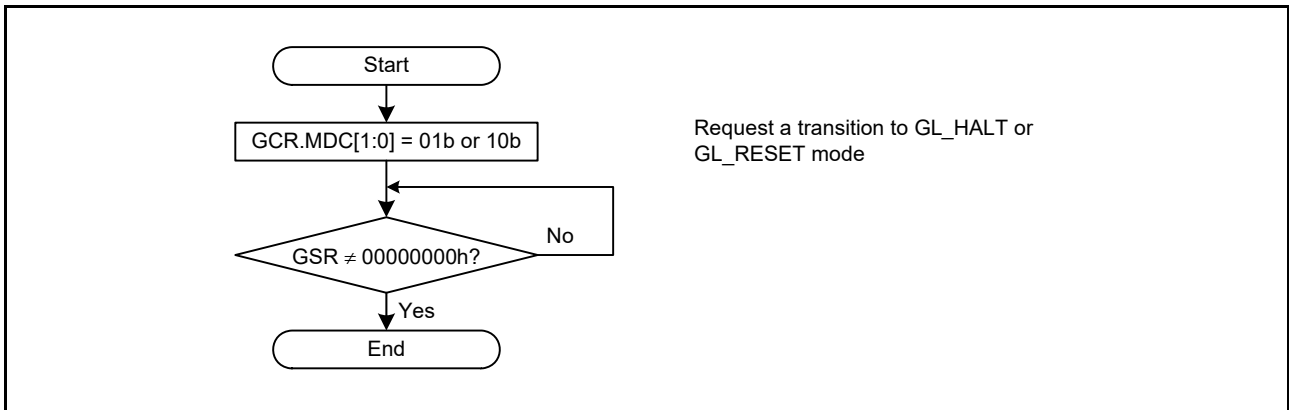 Start
GCR.MDC[1:0] = 01b or 10b
Request a transition to GL_HALT or
GL_RESET mode
No
GSR ≠ 00000000h?
Yes
End